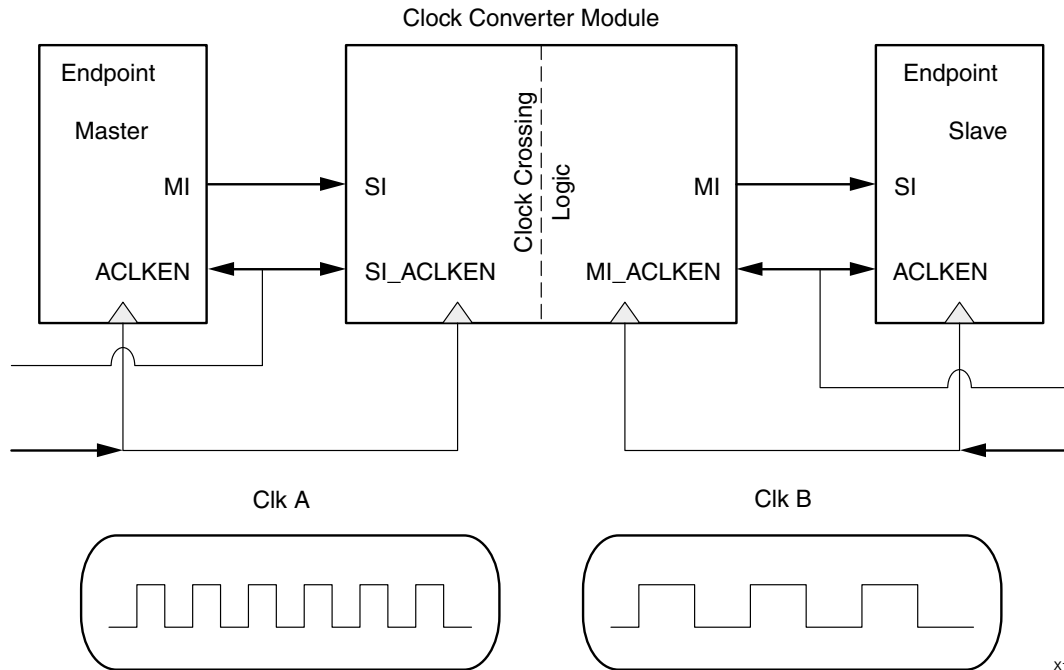 Clock Converter Module
Endpoint
Master
MI
ACLKEN
SI
SI_ACLKEN
Clock Crossing
Logic
MI
MI_ACLKEN
Endpoint
Slave
SI
ACLKEN
Clk A
Clk B